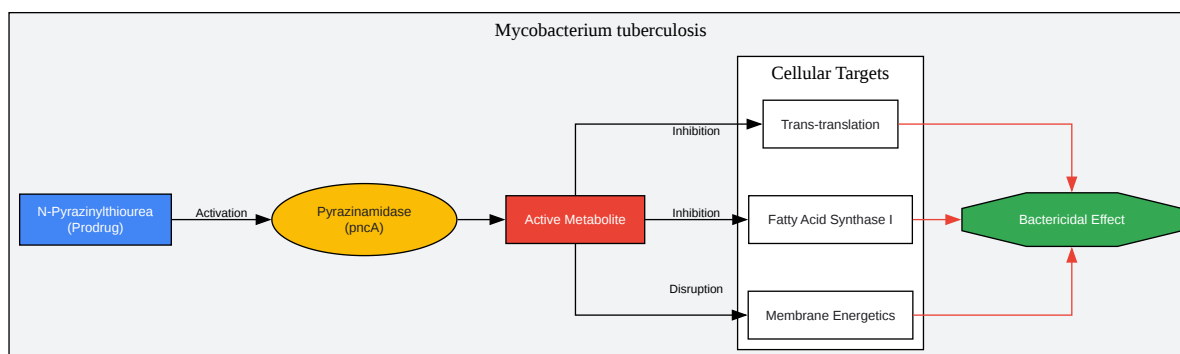 Mycobacterium tuberculosis
Cellular Targets
Inhibition
Trans-translation
N-Pyrazinylthiourea
(Prodrug)
Activation
Pyrazinamidase
(pncA)
Active Metabolite
Inhibition
Fatty Acid Synthase I
Bactericidal Effect
Disruption
Membrane Energetics